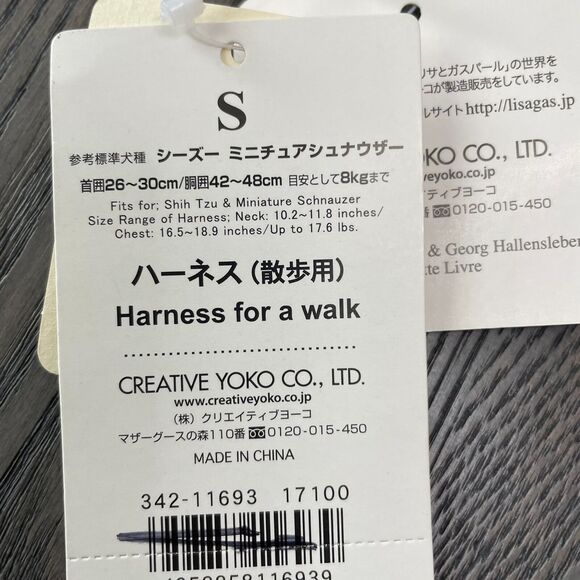 S
参考標準犬種 シーズー ミニチュアシュナウザー
首囲26～30cm/胴囲42～48cm 目安として8kgまで
Fits for; Shih Tzu & Miniature Schnauzer
Size Range of Harness; Neck: 10.2~11.8 inches/
Chest: 16.5~18.9 inches/Up to 17.6 lbs.
ハーネス（散歩用）
Harness for a walk
CREATIVE YOKO CO., LTD.
www.creativeyoko.co.jp
（株）クリエイティブヨーコ
マザーグースの森110番 0120-015-450
MADE IN CHINA
342-11693 17100
リサとガスパール」の世界を
ーコが製造販売をしています。
ルサイト http://lisagas.jp
OKO CO., LTD.
veyoko.co.jp
イティブヨーコ
0120-015-450
& Georg Hallensleben
tte Livre